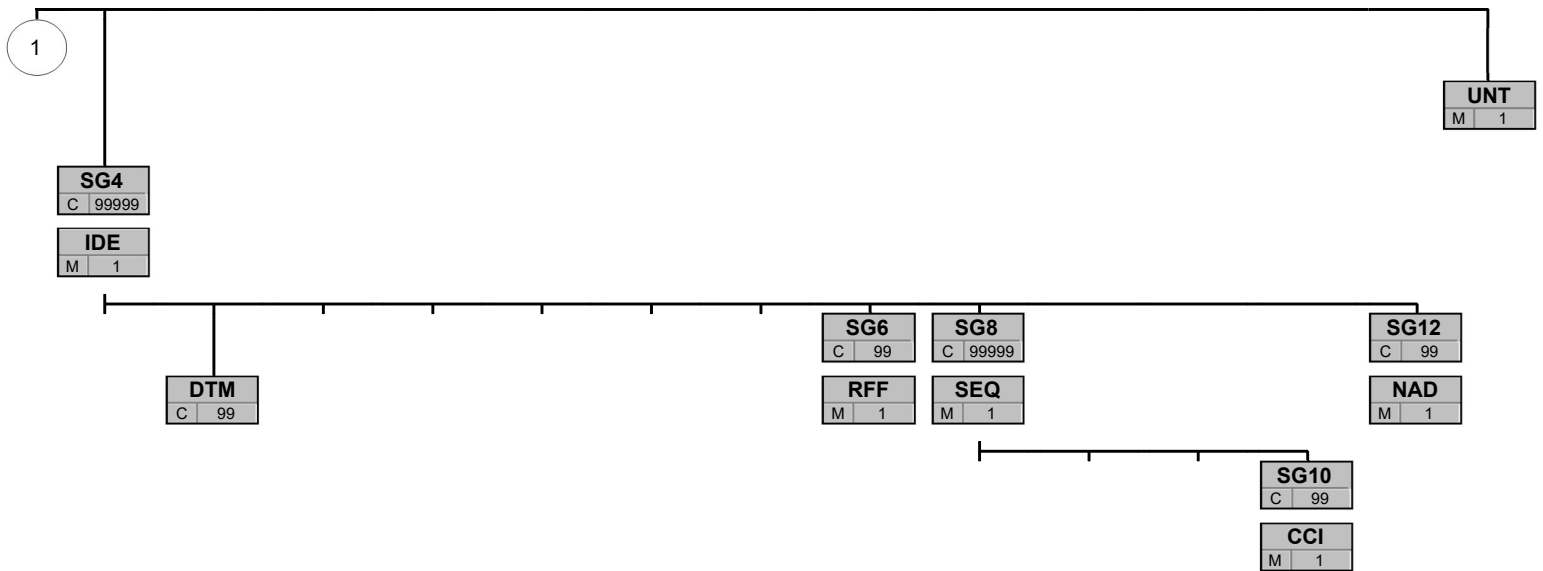 1
UNT
M 1
SG4
C 99999
IDE
M 1
SG6
C 99
SG8
C 99999
SG12
C 99
DTM
C 99
RFF
M 1
SEQ
M 1
NAD
M 1
SG10
C 99
CCI
M 1